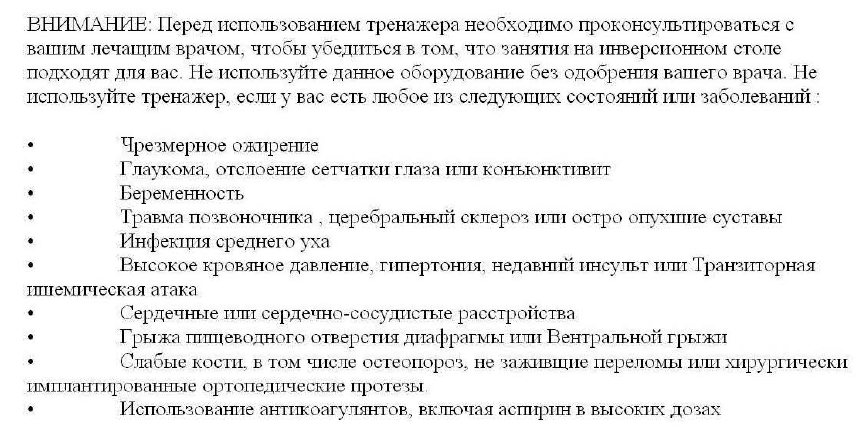 ВНИМАНИЕ: Перед использованием тренажера необходимо проконсультироваться с
вашим лечащим врачом, чтобы убедиться в том, что занятия на инверсионном столе
подходят для вас. Не используйте данное оборудование без одобрения вашего врача. Не
используйте тренажер, если у вас есть любое из следующих состояний или заболеваний :
• Чрезмерное ожирение
• Глаукома, отслоение сетчатки глаза или конъюнктивит
• Беременность
• Травма позвоночника , церебральный склероз или остро опухшие суставы
• Инфекция среднего уха
• Высокое кровяное давление, гипертония, недавний инсульт или Транзиторная
ишемическая атака
• Сердечные или сердечно-сосудистые расстройства
• Грыжа пищеводного отверстия диафрагмы или Вентральной грыжи
• Слабые кости, в том числе остеопороз, не заживщие переломы или хирургически
имплантированные ортопедические протезы.
• Использование антикоагулянтов, включая аспирин в высоких дозах